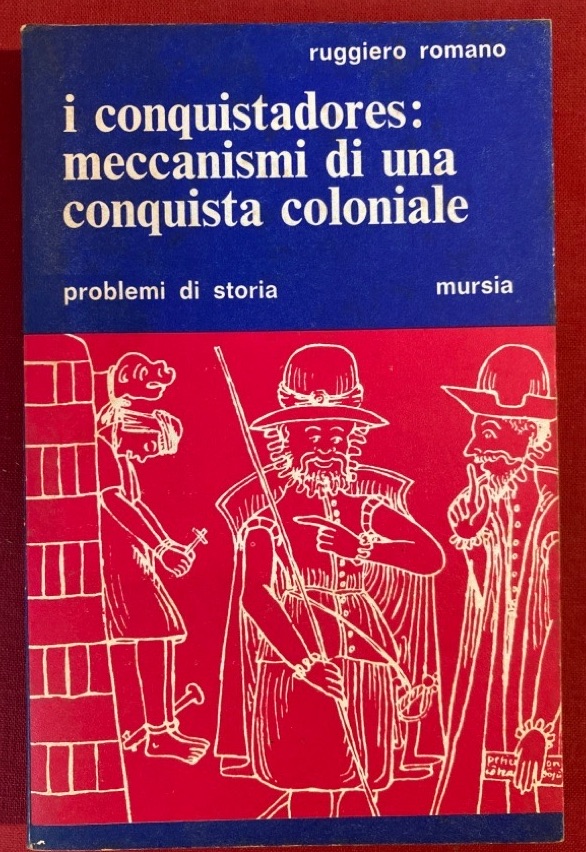 ruggiero romano
i conquistadores:
meccanismi di una
conquista coloniale
problemi di storia
mursia